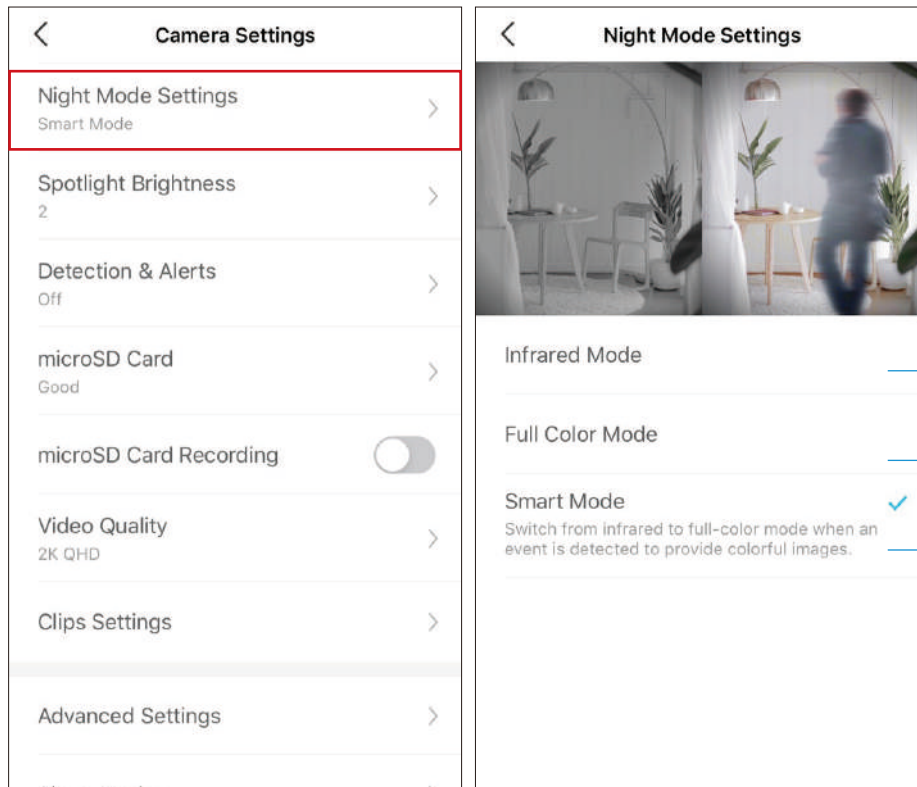 Camera Settings
Night Mode Settings
Smart Mode
Spotlight Brightness
2
Detection & Alerts
Off
microSD Card
Good
microSD Card Recording
Video Quality
2K QHD
Clips Settings
Advanced Settings
Night Mode Settings
Infrared Mode
Full Color Mode
Smart Mode
Switch from infrared to full-color mode when an
event is detected to provide colorful images.